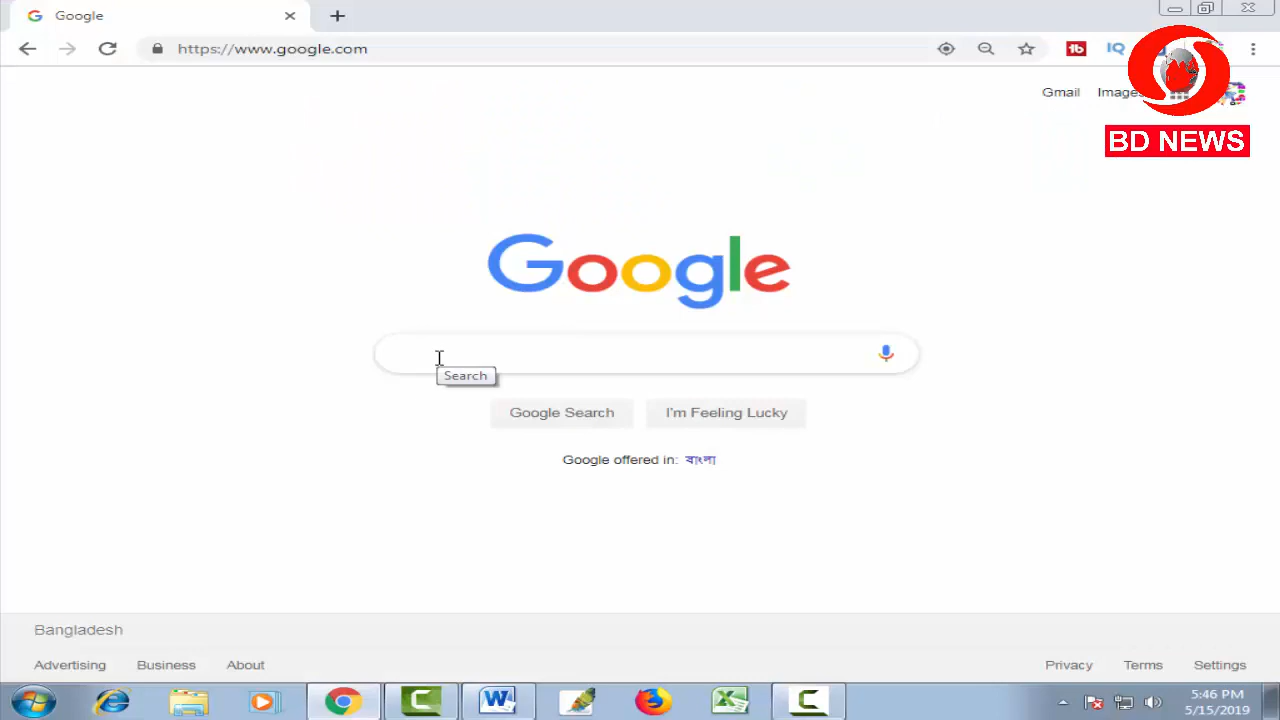 Google
https://www.google.com
IQ
Gmail Images
BD NEWS
Google
Search
Google Search I'm Feeling Lucky
Google offered in: বাংলা
Bangladesh
Advertising Business About Privacy Terms Settings
5:46 PM
5/15/2019